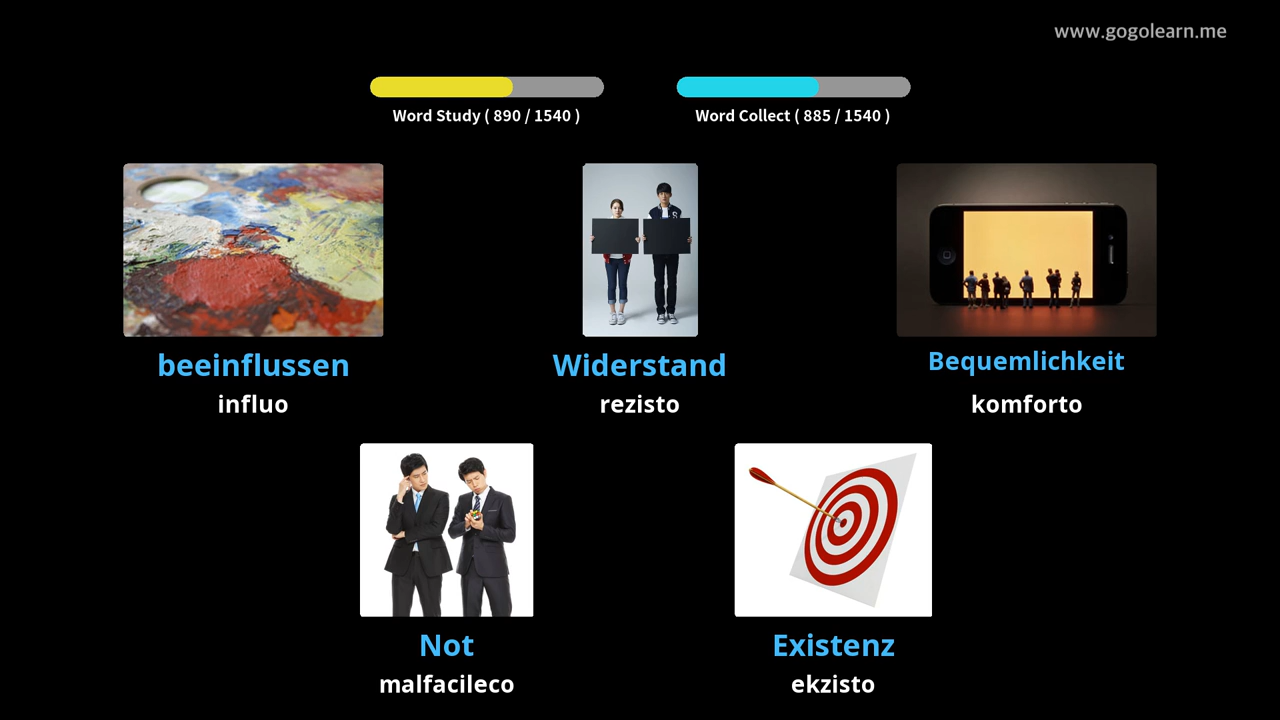 www.gogolearn.me
Word Study ( 890 / 1540 )
Word Collect ( 885 / 1540 )
beeinflussen
influo
Widerstand
rezisto
Bequemlichkeit
komforto
Not
malfacileco
Existenz
ekzisto